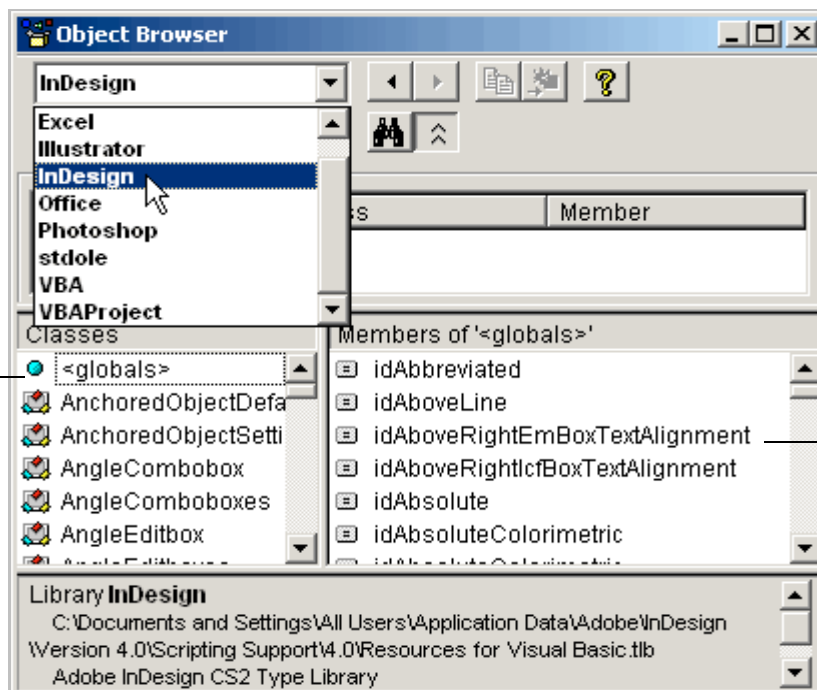 Object Browser
InDesign
Excel
Illustrator
InDesign
Office
Photoshop
stdole
VBA
VBAProject
Member
Classes
<globals>
AnchoredObjectDefa
AnchoredObjectSetti
AngleCombobox
AngleComboboxes
AngleEditbox
Members of '<globals>'
idAbbreviated
idAboveLine
idAboveRightEmBoxTextAlignment
idAboveRightIcfBoxTextAlignment
idAbsolute
idAbsoluteColorimetric
Library InDesign
C:\Documents and Settings\All Users\Application Data\Adobe\InDesign
\Version 4.0\Scripting Support\4.0\Resources for Visual Basic.tlb
Adobe InDesign CS2 Type Library